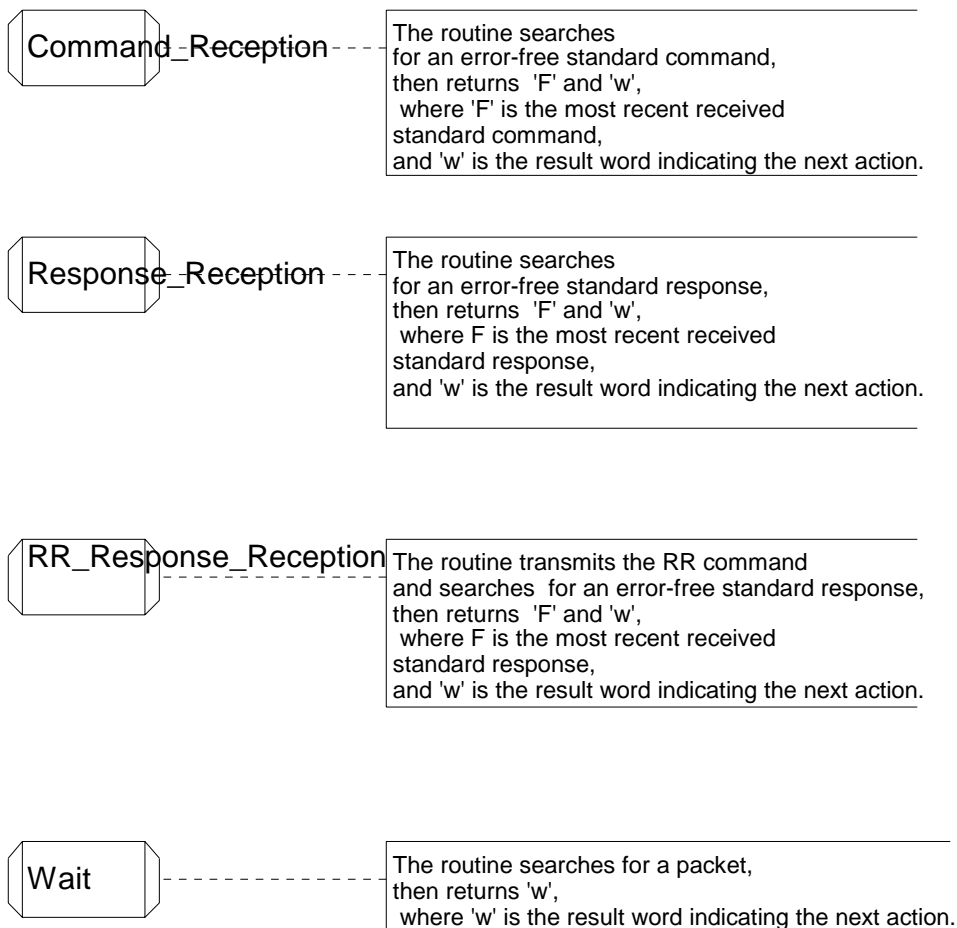 Command_Reception
The routine searches
for an error-free standard command,
then returns 'F' and 'w',
where 'F' is the most recent received
standard command,
and 'w' is the result word indicating the next action.
Response_Reception
The routine searches
for an error-free standard response,
then returns 'F' and 'w',
where F is the most recent received
standard response,
and 'w' is the result word indicating the next action.
RR_Response_Reception
The routine transmits the RR command
and searches for an error-free standard response,
then returns 'F' and 'w',
where F is the most recent received
standard response,
and 'w' is the result word indicating the next action.
Wait
The routine searches for a packet,
then returns 'w',
where 'w' is the result word indicating the next action.